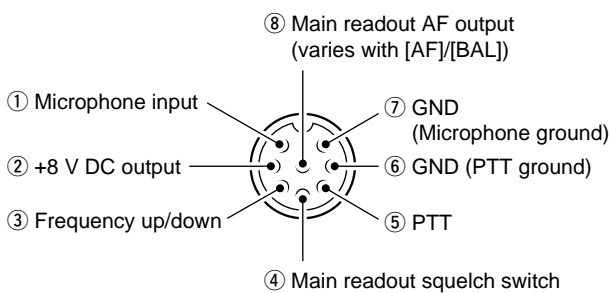 ⑧ Main readout AF output
(varies with [AF]/[BAL])
① Microphone input
⑦ GND
(Microphone ground)
② +8 V DC output
⑥ GND (PTT ground)
③ Frequency up/down
⑤ PTT
④ Main readout squelch switch